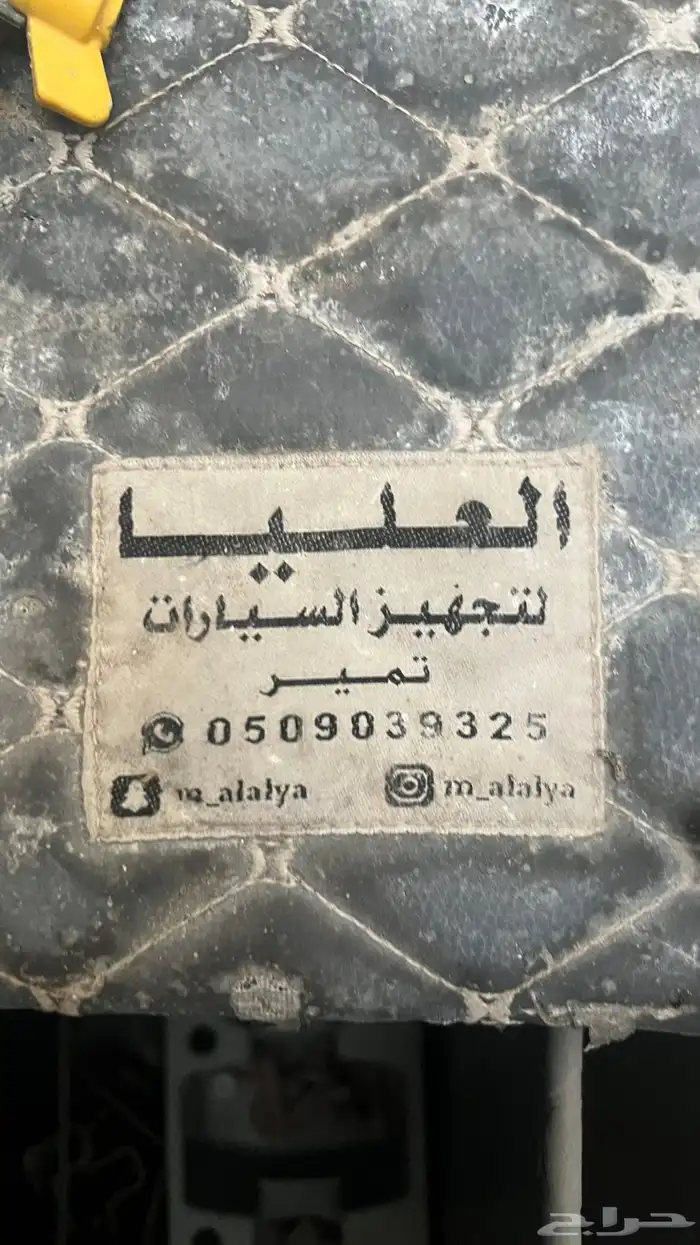 العليا
لتجهيز السيارات
تمير
0509039325
m_alalya m_alalya
حراج